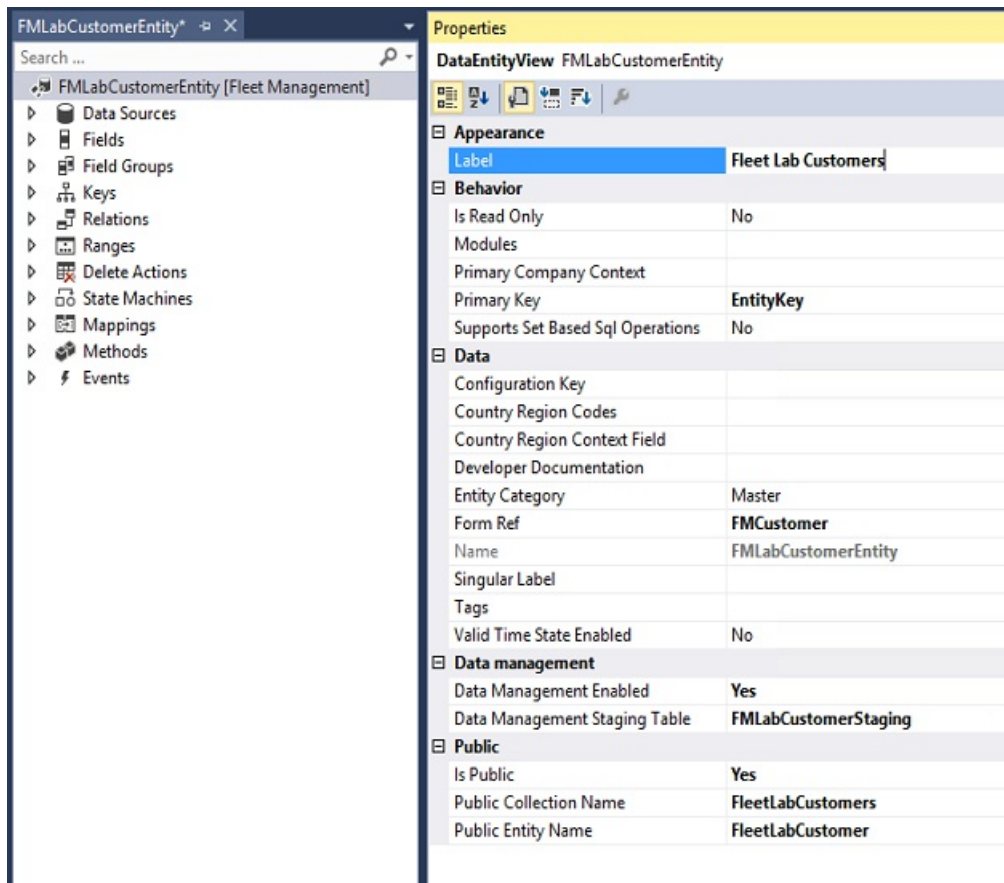 FMLabCustomerEntity*
Search ...
FMLabCustomerEntity [Fleet Management]
Data Sources
Fields
Field Groups
Keys
Relations
Ranges
Delete Actions
State Machines
Mappings
Methods
Events
Properties
DataEntityView FMLabCustomerEntity
Appearance
Label Fleet Lab Customers
Behavior
Is Read Only No
Modules
Primary Company Context
Primary Key EntityKey
Supports Set Based Sql Operations No
Data
Configuration Key
Country Region Codes
Country Region Context Field
Developer Documentation
Entity Category Master
Form Ref FMCustomer
Name FMLabCustomerEntity
Singular Label
Tags
Valid Time State Enabled No
Data management
Data Management Enabled Yes
Data Management Staging Table FMLabCustomerStaging
Public
Is Public Yes
Public Collection Name FleetLabCustomers
Public Entity Name FleetLabCustomer